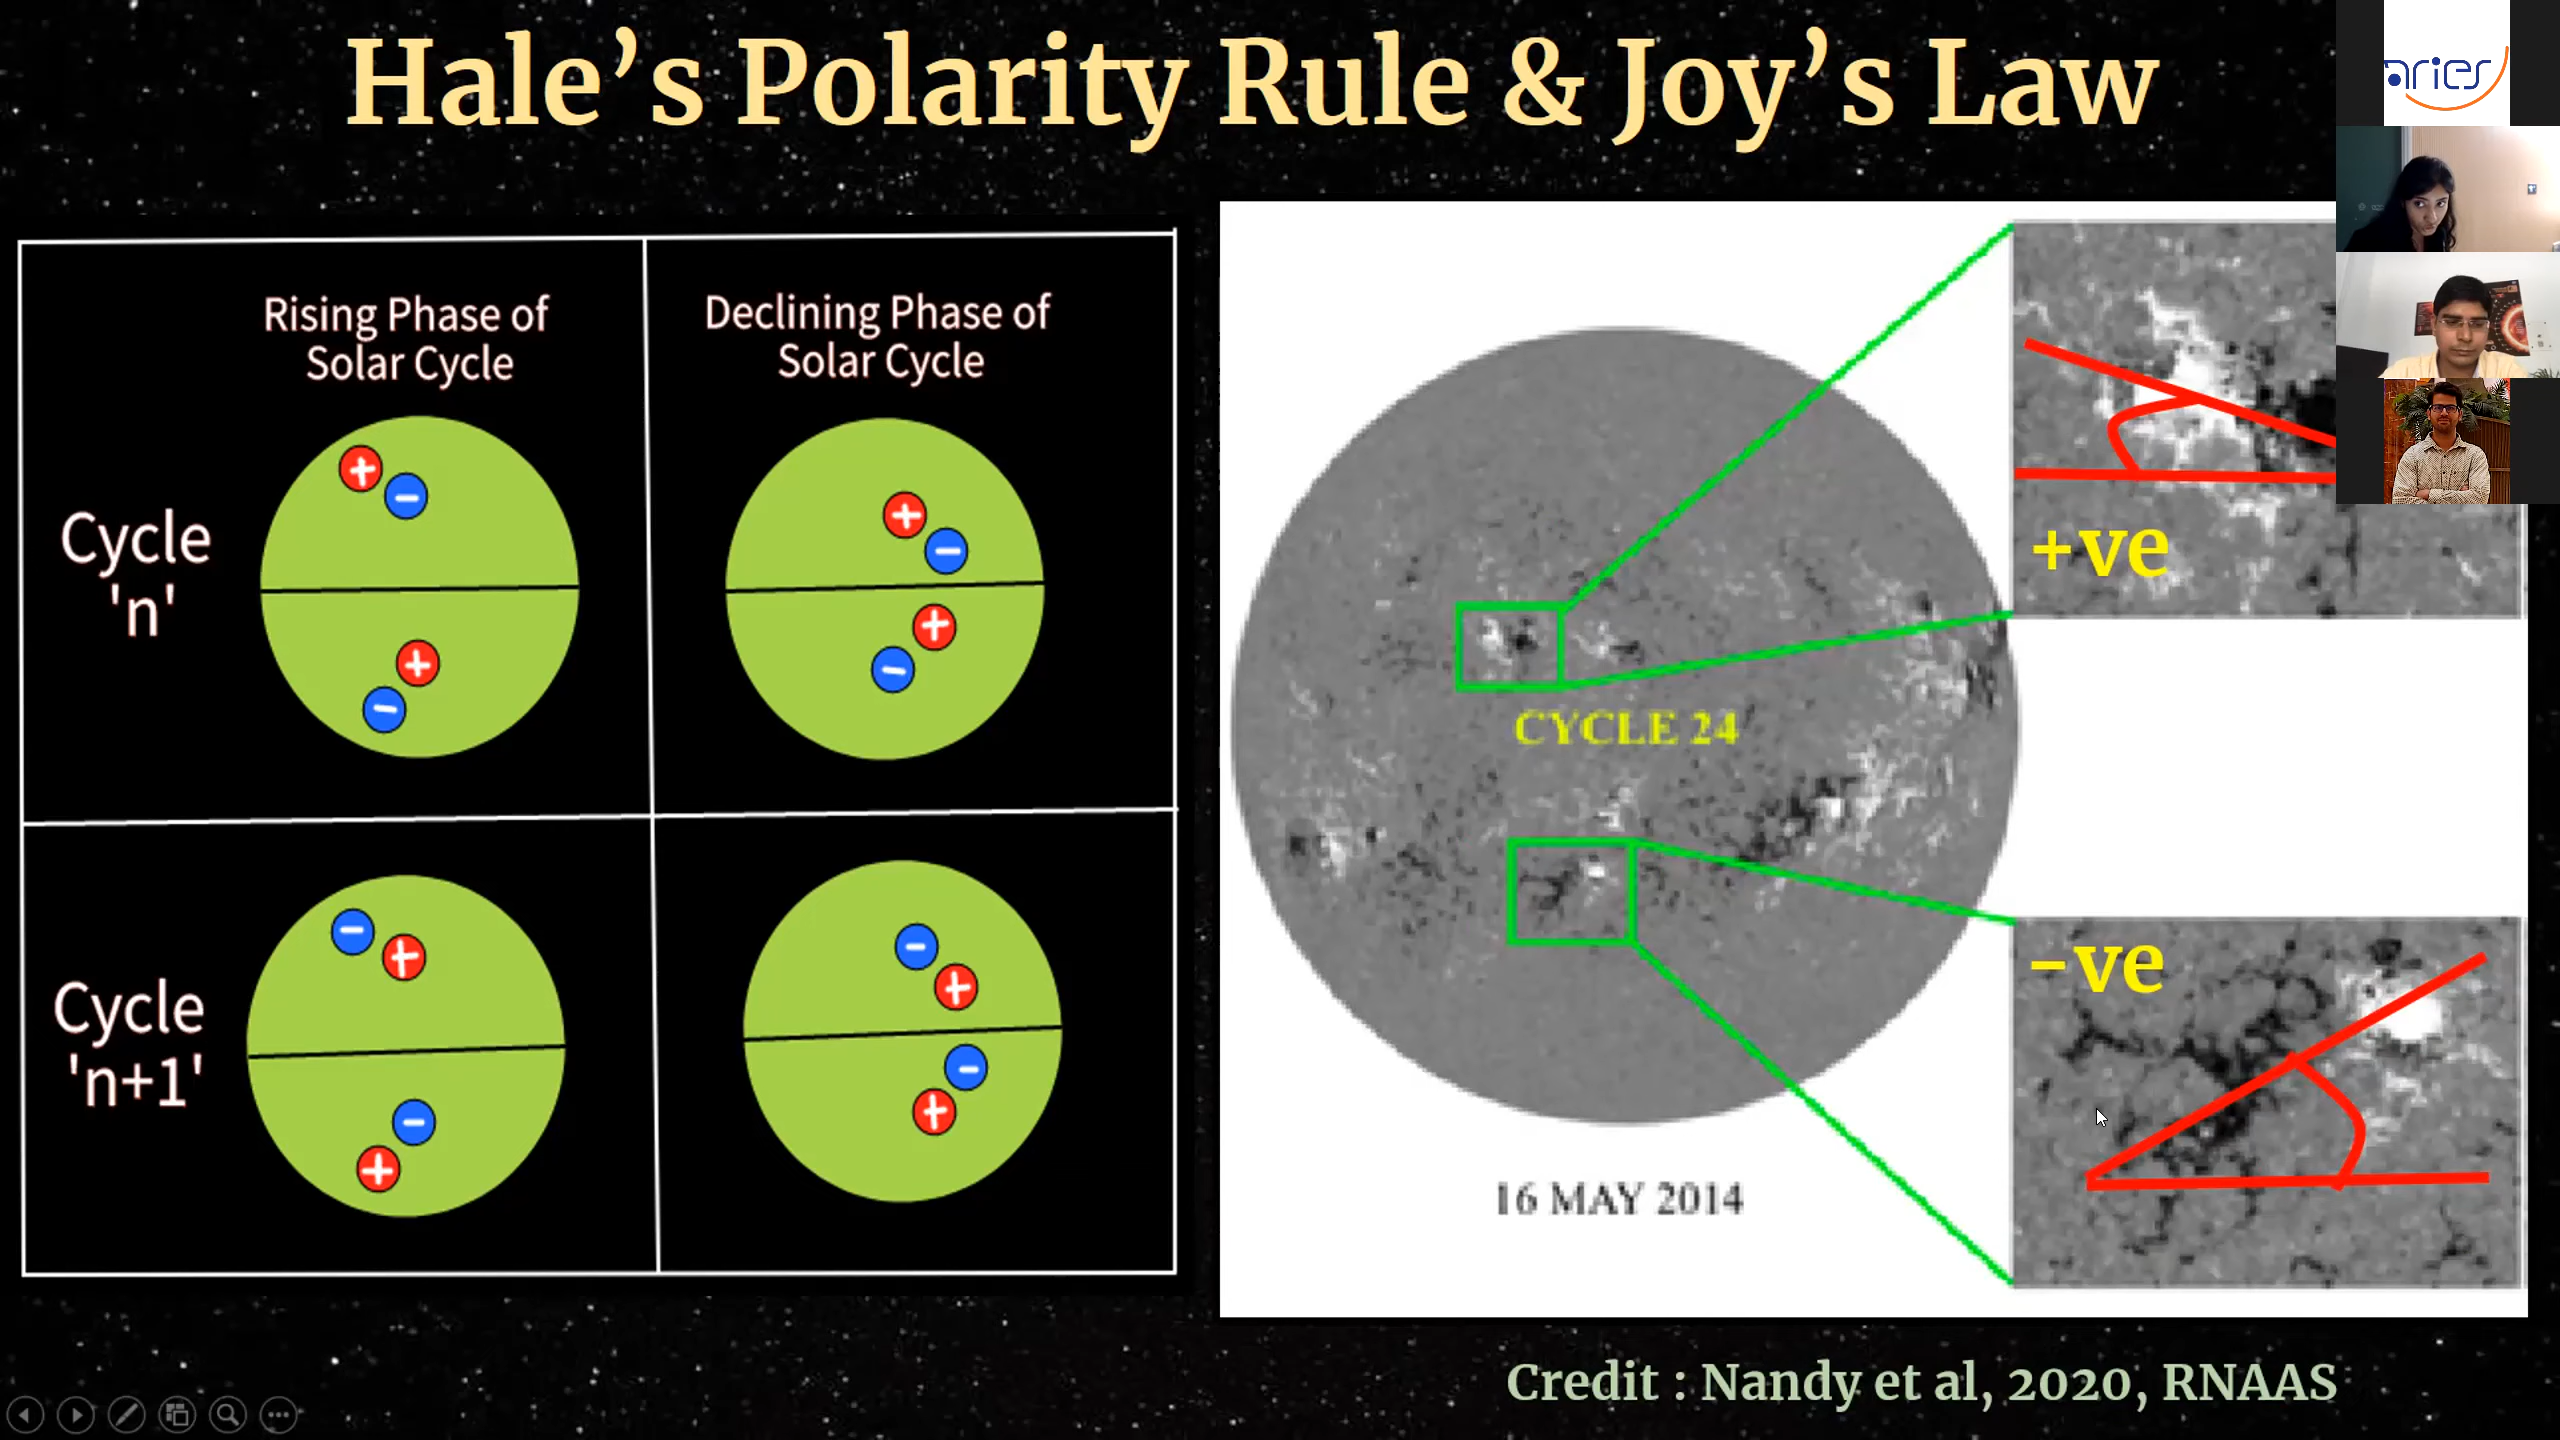 Hale’s Polarity Rule & Joy’s Law
aries
Rising Phase of
Solar Cycle
Declining Phase of
Solar Cycle
Cycle
'n'
+
-
+
-
+
-
+
-
Cycle
'n+1'
-
+
-
+
-
+
-
+
+ve
CYCLE 24
-ve
16 MAY 2014
Credit : Nandy et al, 2020, RNAAS